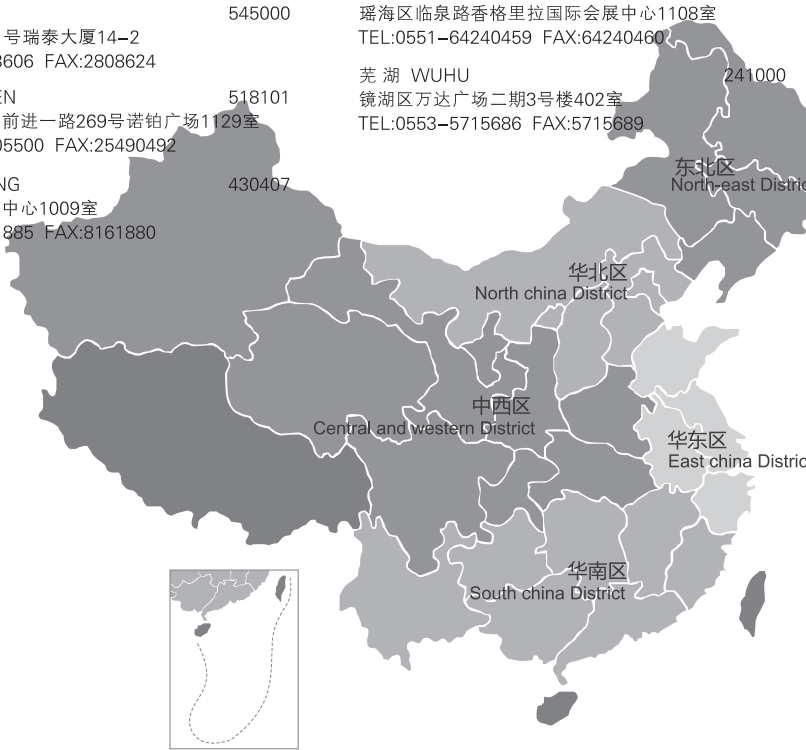 545000
号瑞泰大厦14-2
3606 FAX:2808624
EN 518101
前进一路269号诺铂广场1129室
05500 FAX:25490492
NG 430407
中心1009室
885 FAX:8161880
瑶海区临泉路香格里拉国际会展中心1108室
TEL:0551-64240459 FAX:64240460
芜 湖 WUHU 241000
镜湖区万达广场二期3号楼402室
TEL:0553-5715686 FAX:5715689
东北区
North-east Distric
华北区
North china District
中西区
Central and western District
华东区
East china Distric
华南区
South china District